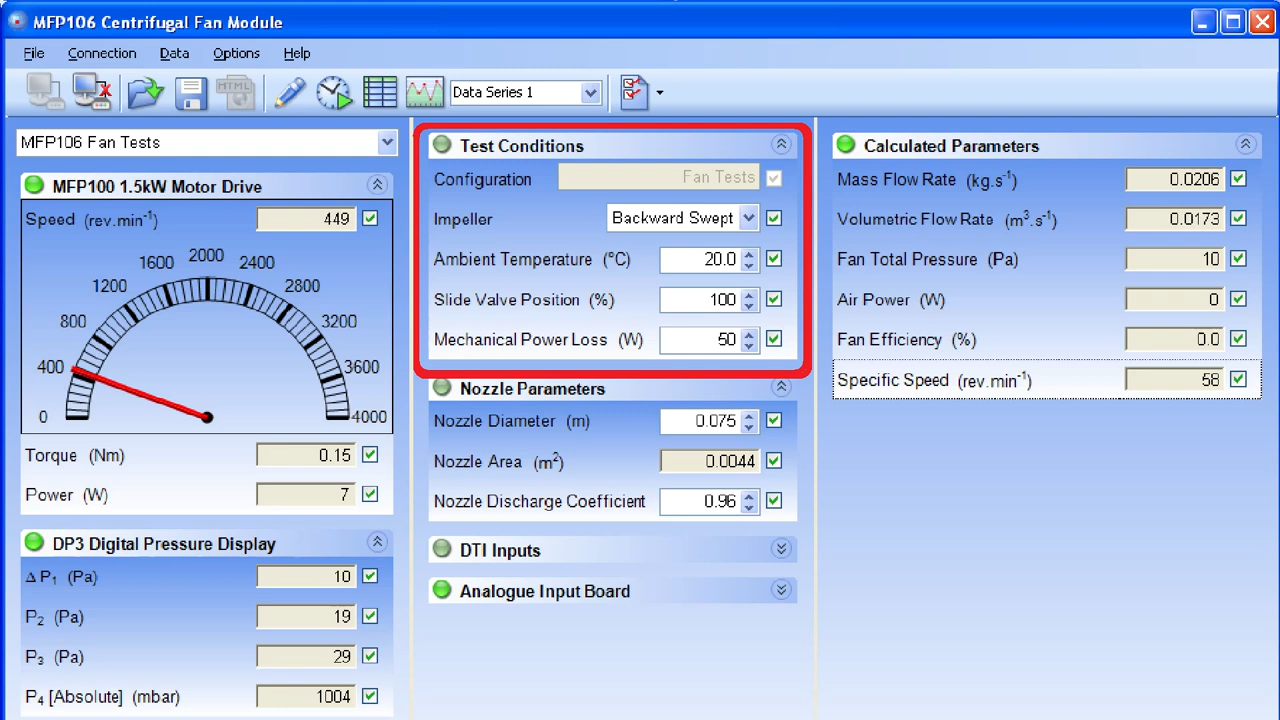 MFP106 Centrifugal Fan Module
File Connection Data Options Help
HTML
Data Series 1
MFP106 Fan Tests
MFP100 1.5kW Motor Drive
Speed (rev.min⁻¹) 449
0 400 800 1200 1600 2000 2400 2800 3200 3600 4000
Torque (Nm) 0.15
Power (W) 7
DP3 Digital Pressure Display
Δ P₁ (Pa) 10
P₂ (Pa) 19
P₃ (Pa) 29
P₄ [Absolute] (mbar) 1004
Test Conditions
Configuration Fan Tests
Impeller Backward Swept
Ambient Temperature (°C) 20.0
Slide Valve Position (%) 100
Mechanical Power Loss (W) 50
Nozzle Parameters
Nozzle Diameter (m) 0.075
Nozzle Area (m²) 0.0044
Nozzle Discharge Coefficient 0.96
DTI Inputs
Analogue Input Board
Calculated Parameters
Mass Flow Rate (kg.s⁻¹) 0.0206
Volumetric Flow Rate (m³.s⁻¹) 0.0173
Fan Total Pressure (Pa) 10
Air Power (W) 0
Fan Efficiency (%) 0.0
Specific Speed (rev.min⁻¹) 58